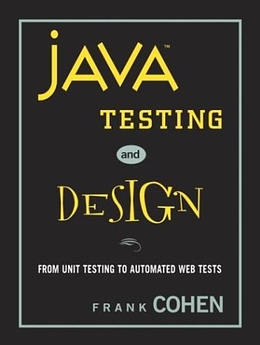 JAVA™
TESTING
and
DESIGN
FROM UNIT TESTING TO AUTOMATED WEB TESTS
FRANK COHEN